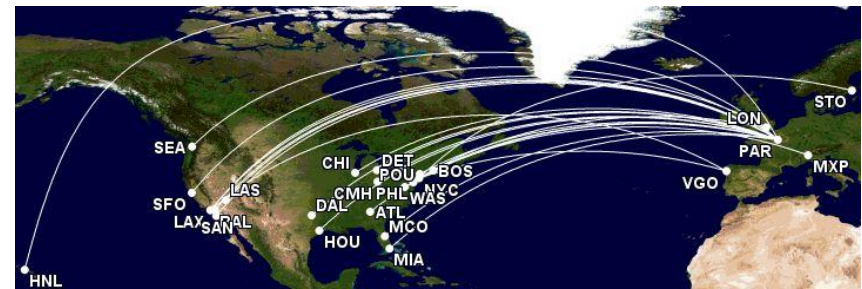 STO
LON
SEA
PAR
CHI
DET
MXP
POU
BOS
VGO
LAS
CMH
PHL
NYC
WAS
SFO
DAL
ATL
LAX
PAL
SAN
MCO
HOU
MIA
HNL